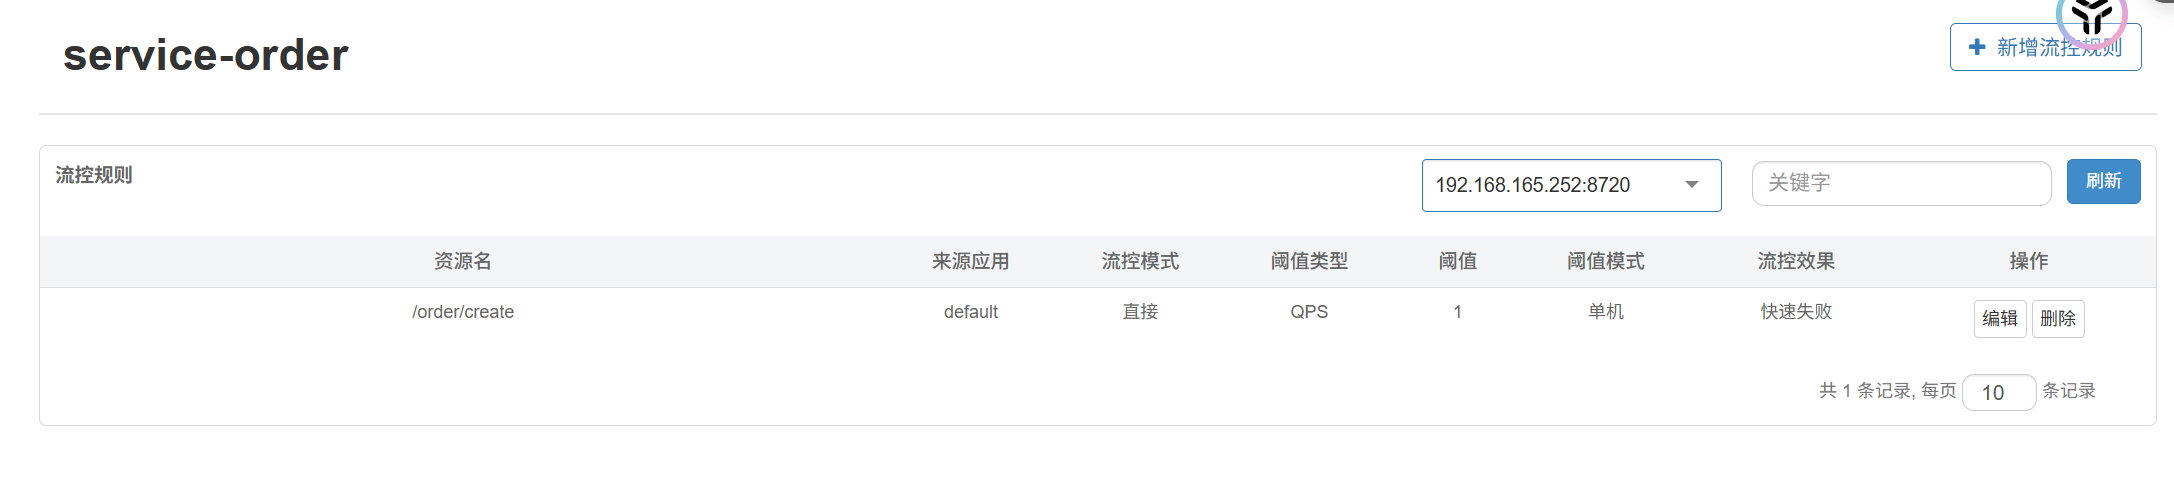 service-order
新增流控规则
流控规则
192.168.165.252:8720
关键字
刷新
资源名 来源应用 流控模式 阈值类型 阈值 阈值模式 流控效果 操作
/order/create default 直接 QPS 1 单机 快速失败 编辑 删除
共 1 条记录, 每页 10 条记录